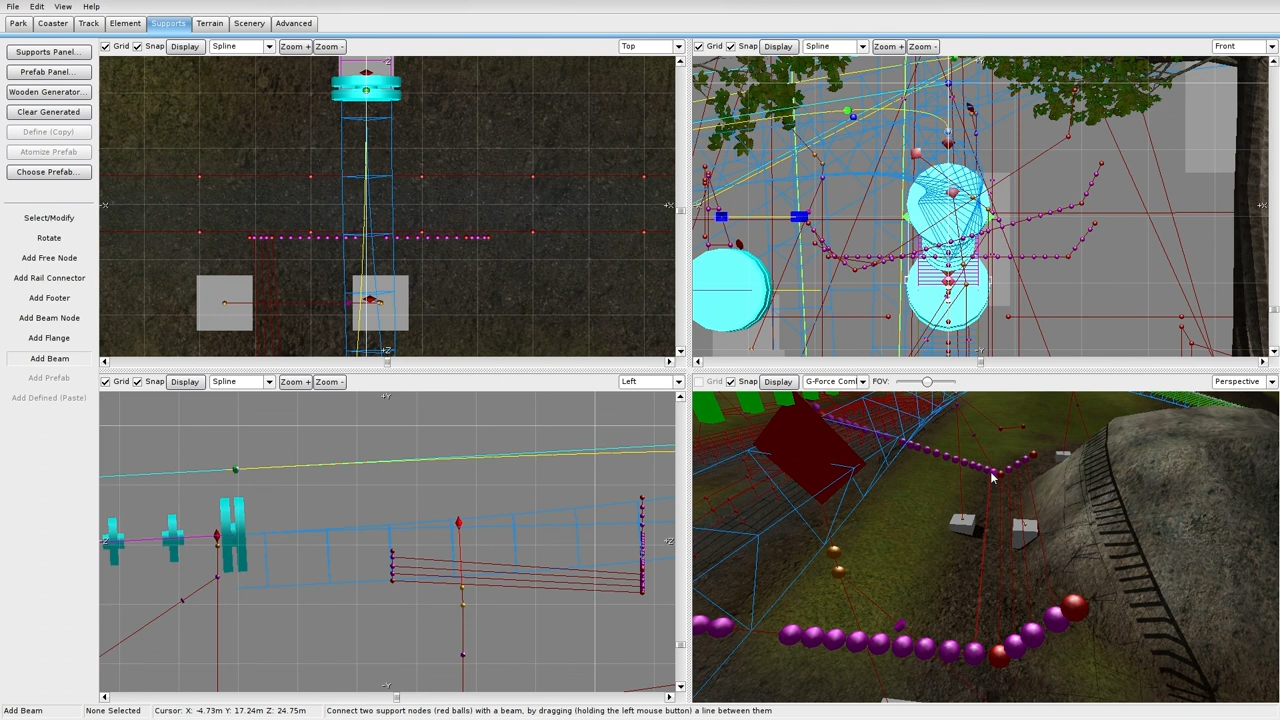 File Edit View Help
Park Coaster Track Element Supports Terrain Scenery Advanced
Supports Panel...
Prefab Panel...
Wooden Generator...
Clear Generated
Define (Copy)
Atomize Prefab
Choose Prefab...
Select/Modify
Rotate
Add Free Node
Add Rail Connector
Add Footer
Add Beam Node
Add Flange
Add Beam
Add Prefab
Add Defined (Paste)
Grid Snap Display Spline Zoom + Zoom - Top
-Z
-X
+X
+Z
Grid Snap Display Spline Zoom + Zoom - Front
+Y
-X
+X
-Y
Grid Snap Display Spline Zoom + Zoom - Left
+Y
-Z
+Z
-Y
Grid Snap Display G-Force Coml FOV: Perspective
Add Beam None Selected Cursor: X: -4.73m Y: 17.24m Z: 24.75m Connect two support nodes (red balls) with a beam, by dragging (holding the left mouse button) a line between them